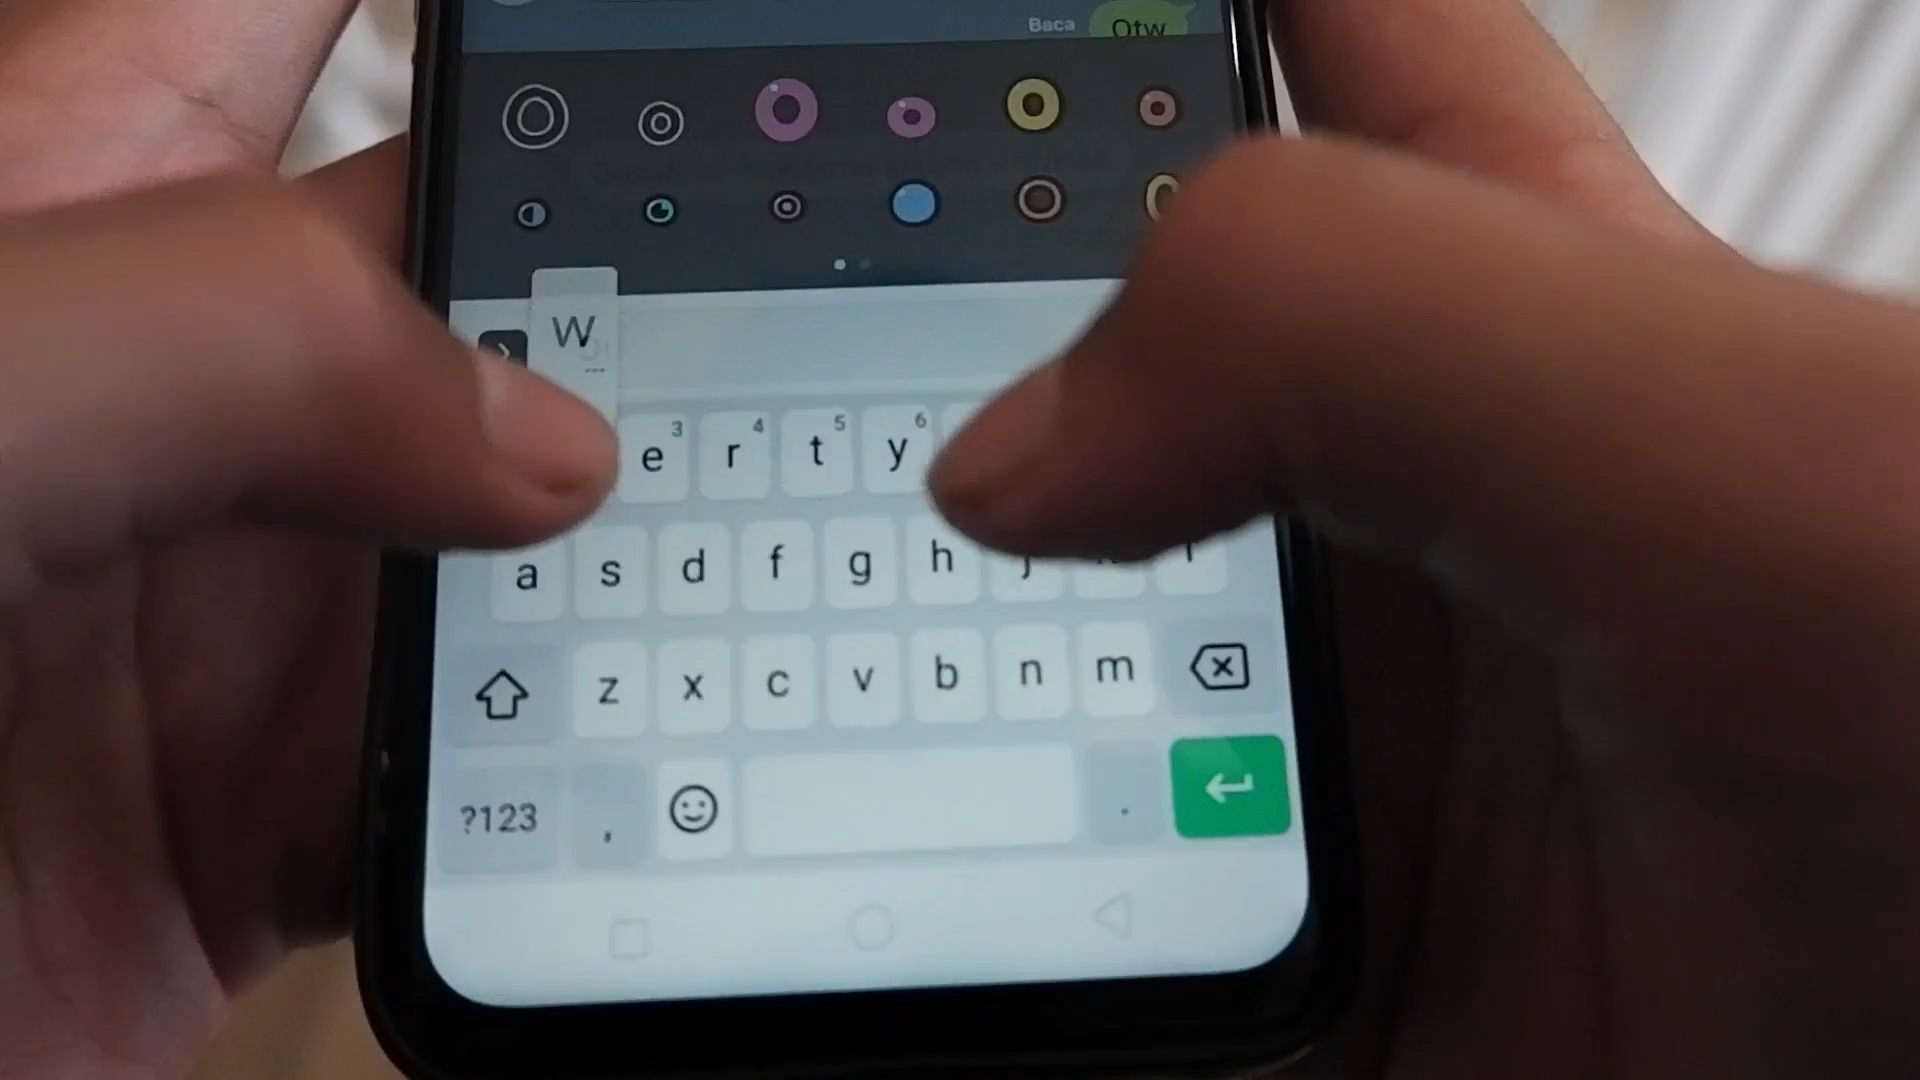 Baca Otw
W
...
3 4 5 6
e r t y
a s d f g h j
z x c v b n m
?123 , .